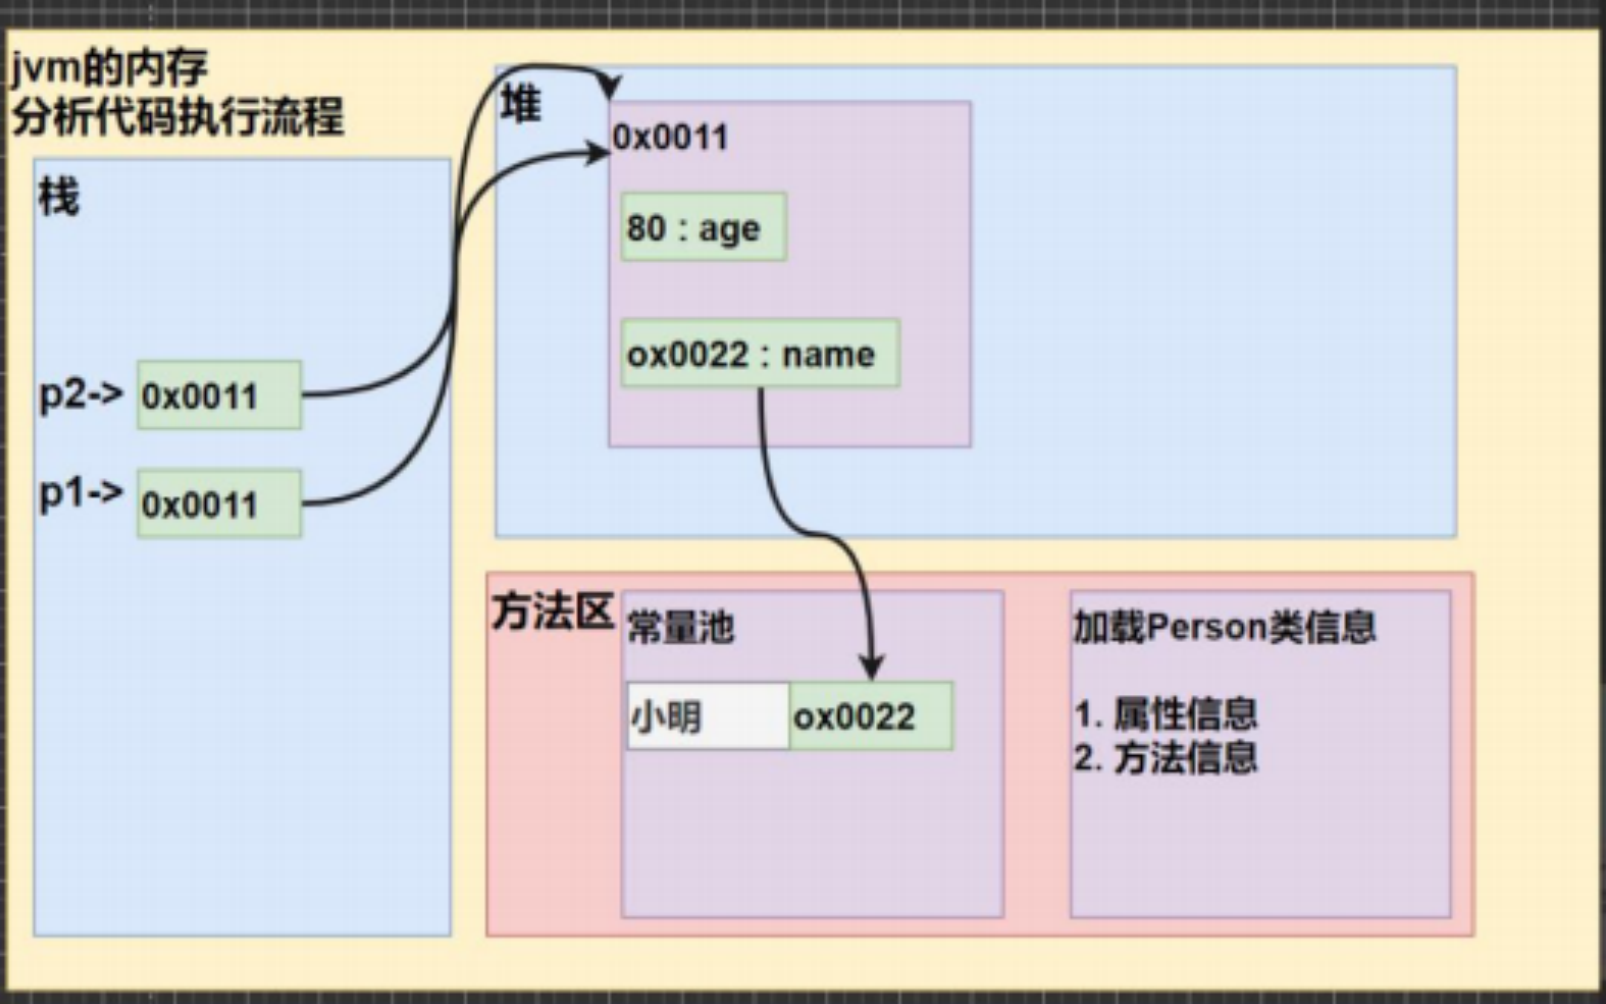 jvm的内存
分析代码执行流程
栈
p2->
0x0011
p1->
0x0011
堆
0x0011
80 : age
ox0022 : name
方法区
常量池
小明
ox0022
加载Person类信息
1. 属性信息
2. 方法信息